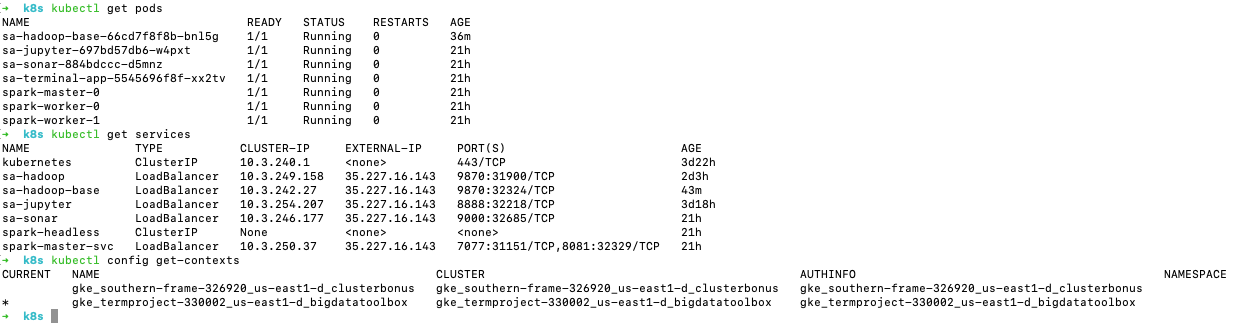 → k8s kubectl get pods
NAME READY STATUS RESTARTS AGE
sa-hadoop-base-66cd7f8f8b-bnl5g 1/1 Running 0 36m
sa-jupyter-697bd57db6-w4pxt 1/1 Running 0 21h
sa-sonar-884bdccc-d5mnz 1/1 Running 0 21h
sa-terminal-app-5545696f8f-xx2tv 1/1 Running 0 21h
spark-master-0 1/1 Running 0 21h
spark-worker-0 1/1 Running 0 21h
spark-worker-1 1/1 Running 0 21h
→ k8s kubectl get services
NAME TYPE CLUSTER-IP EXTERNAL-IP PORT(S) AGE
kubernetes ClusterIP 10.3.240.1 <none> 443/TCP 3d22h
sa-hadoop LoadBalancer 10.3.249.158 35.227.16.143 9870:31900/TCP 2d3h
sa-hadoop-base LoadBalancer 10.3.242.27 35.227.16.143 9870:32324/TCP 43m
sa-jupyter LoadBalancer 10.3.254.207 35.227.16.143 8888:32218/TCP 3d18h
sa-sonar LoadBalancer 10.3.246.177 35.227.16.143 9000:32685/TCP 21h
spark-headless ClusterIP None <none> <none> 21h
spark-master-svc LoadBalancer 10.3.250.37 35.227.16.143 7077:31151/TCP,8081:32329/TCP 21h
→ k8s kubectl config get-contexts
CURRENT NAME CLUSTER AUTHINFO NAMESPACE
gke_southern-frame-326920_us-east1-d_clusterbonus gke_southern-frame-326920_us-east1-d_clusterbonus gke_southern-frame-326920_us-east1-d_clusterbonus
* gke_termproject-330002_us-east1-d_bigdatatoolbox gke_termproject-330002_us-east1-d_bigdatatoolbox gke_termproject-330002_us-east1-d_bigdatatoolbox
→ k8s